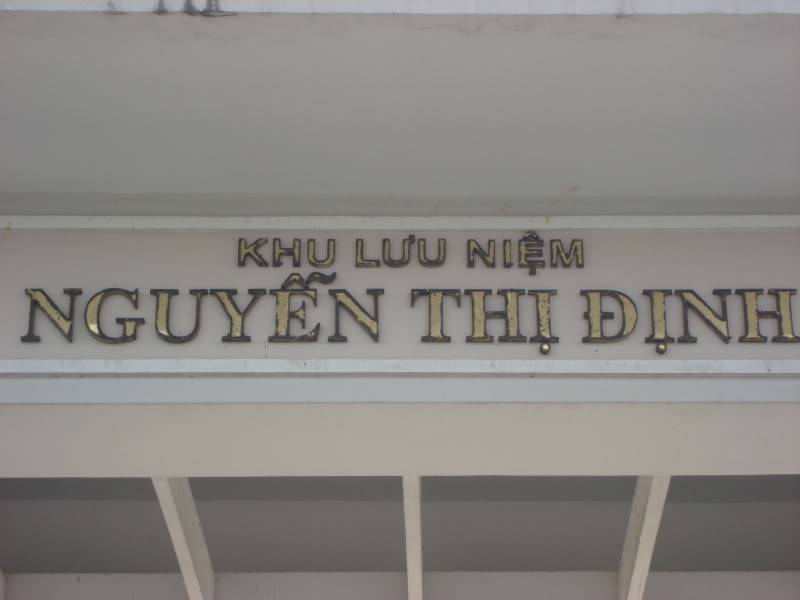 KHU LƯU NIỆM
NGUYỄN THỊ ĐỊNH